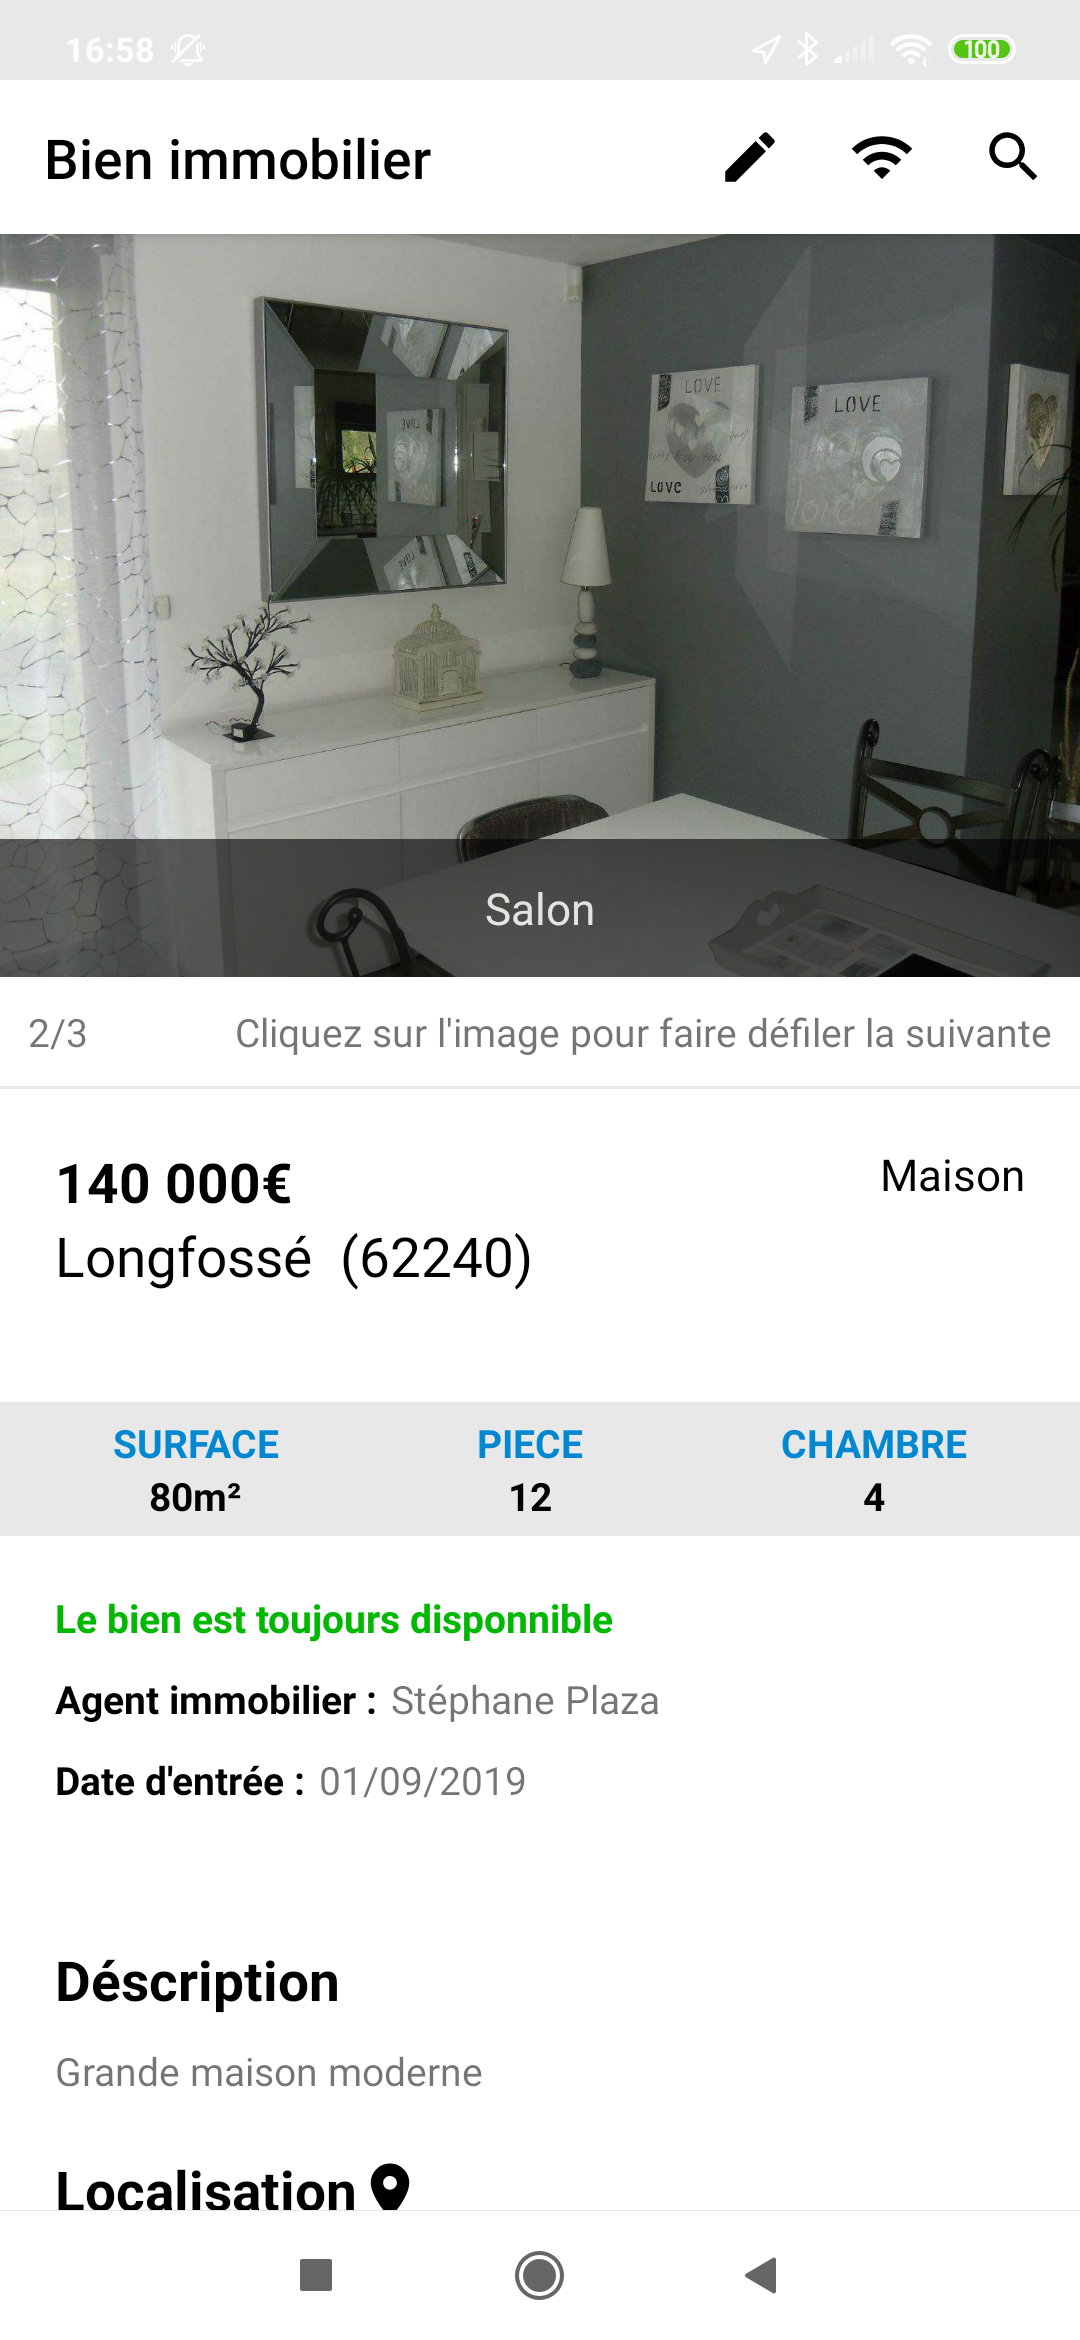 16:58
100
Bien immobilier
LOVE
LOVE
LOVE
Salon
2/3 Cliquez sur l'image pour faire défiler la suivante
140 000€ Maison
Longfossé (62240)
SURFACE PIECE CHAMBRE
80m² 12 4
Le bien est toujours disponnible
Agent immobilier : Stéphane Plaza
Date d'entrée : 01/09/2019
Déscription
Grande maison moderne
Localisation